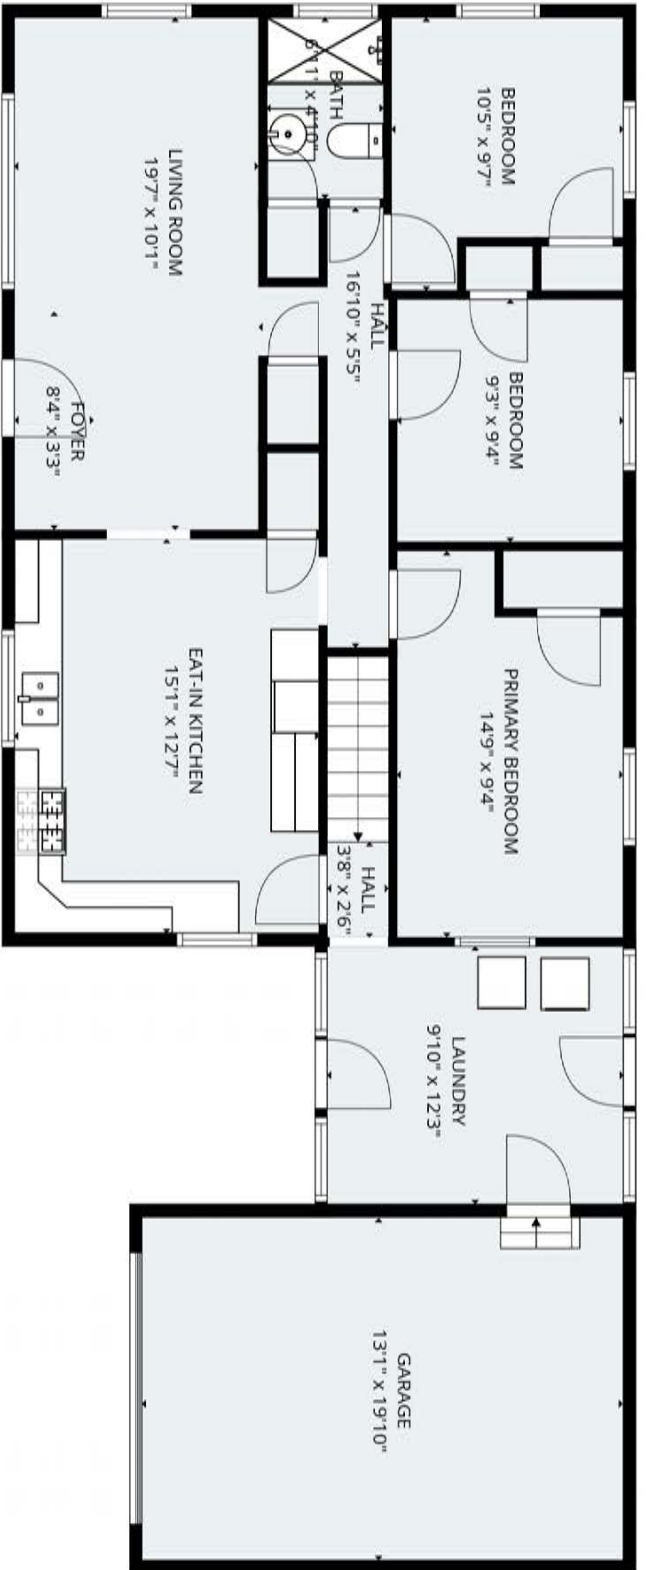 BEDROOM
10'5" x 9'7"
BATH
6'11" x 4'10"
LIVING ROOM
19'7" x 10'1"
HALL
16'10" x 5'5"
BEDROOM
9'3" x 9'4"
FOYER
8'4" x 3'3"
PRIMARY BEDROOM
14'9" x 9'4"
EAT-IN KITCHEN
15'1" x 12'7"
HALL
3'8" x 2'6"
LAUNDRY
9'10" x 12'3"
GARAGE
13'1" x 19'10"